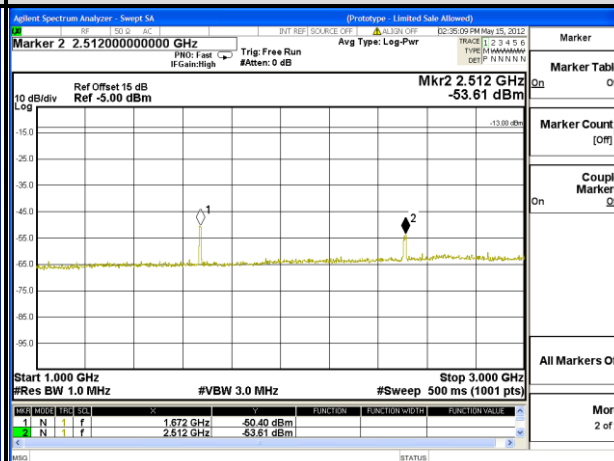 Agilent Spectrum Analyzer - Swept SA (Prototype - Limited Sale Allowed)
RF 50 Ω AC INT REF SOURCE OFF ALIGN OFF 02:35:09 PM May 15, 2012
Marker 2 2.512000000000 GHz
PNO: Fast
IFGain:High
Trig: Free Run
#Atten: 0 dB
Avg Type: Log-Pwr
TRACE 1 2 3 4 5 6
TYPE
DET P N N N N N
Ref Offset 15 dB
10 dB/div Ref -5.00 dBm
Log
Mkr2 2.512 GHz
-53.61 dBm
-13.00 dBm
-15.0
-25.0
-35.0
-45.0
-55.0
-65.0
-75.0
-85.0
-95.0
1
2
Start 1.000 GHz Stop 3.000 GHz
#Res BW 1.0 MHz #VBW 3.0 MHz #Sweep 500 ms (1001 pts)
MKR MODE TRC SCL X Y FUNCTION FUNCTION WIDTH FUNCTION VALUE
1 N 1 f 1.672 GHz -50.40 dBm
2 N 1 f 2.512 GHz -53.61 dBm
MSG STATUS
Marker
Marker Tabl
On O
Marker Count
[Off]
Coupl
Marker
On O
All Markers O
Mor
2 of